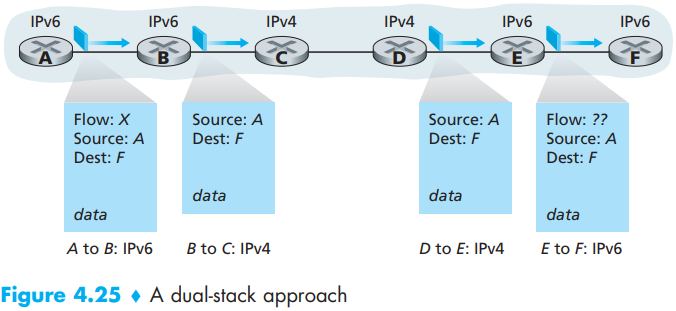 IPv6 IPv6 IPv4 IPv4 IPv6 IPv6
A B C D E F
Flow: X
Source: A
Dest: F
data
Source: A
Dest: F
data
Source: A
Dest: F
data
Flow: ??
Source: A
Dest: F
data
A to B: IPv6 B to C: IPv4 D to E: IPv4 E to F: IPv6
Figure 4.25 ♦ A dual-stack approach